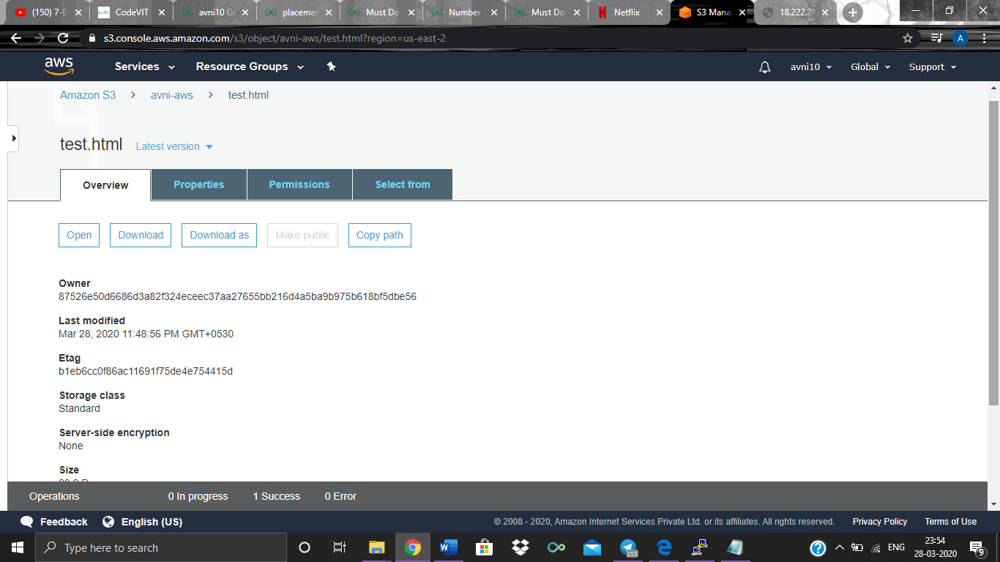 (150) 7-D
CodeVIT
avni10 G
placemer
Must Do
Number
Must Do
Netflix
S3 Mana
18.222.2
s3.console.aws.amazon.com/s3/object/avni-aws/test.html?region=us-east-2
A
aws
Services
Resource Groups
avni10
Global
Support
Amazon S3 > avni-aws > test.html
test.html
Latest version
Overview
Properties
Permissions
Select from
Open
Download
Download as
Make public
Copy path
Owner
87526e50d6686d3a82f324eceec37aa27655bb216d4a5ba9b975b618bf5dbe56
Last modified
Mar 28, 2020 11:48:56 PM GMT+0530
Etag
b1eb6cc0f86ac11691f75de4e754415d
Storage class
Standard
Server-side encryption
None
Size
Operations
0 In progress
1 Success
0 Error
Feedback
English (US)
© 2008 - 2020, Amazon Internet Services Private Ltd. or its affiliates. All rights reserved.
Privacy Policy
Terms of Use
Type here to search
255
ENG
23:54
28-03-2020
9